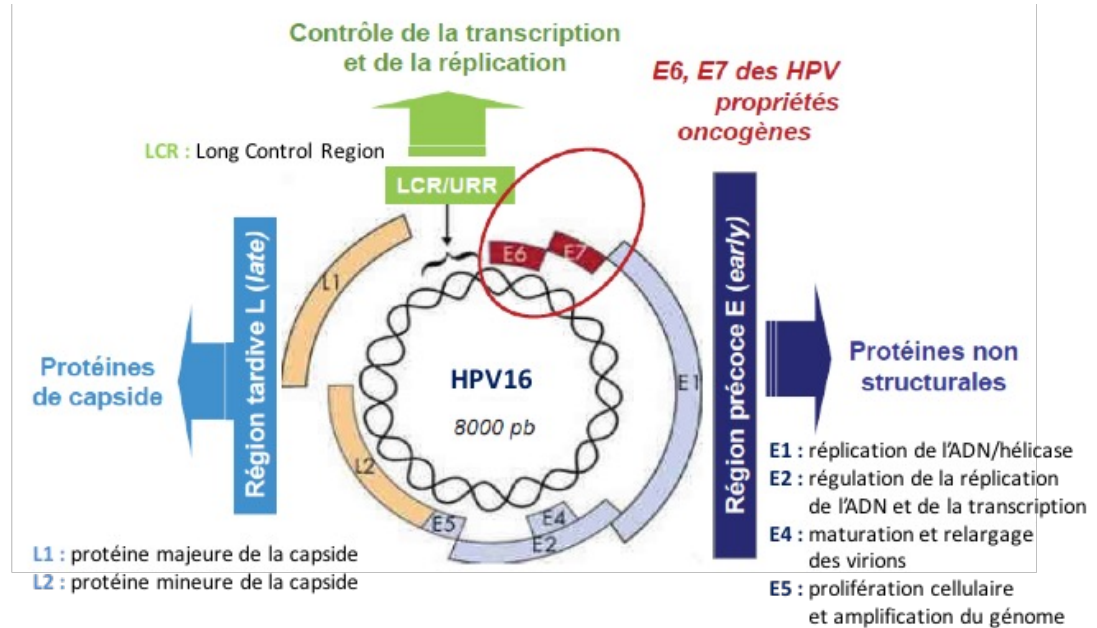 Contrôle de la transcription
et de la réplication
E6, E7 des HPV
propriétés
oncogènes
LCR : Long Control Region
LCR/URR
E6
E7
L1
Région tardive L (late)
Région précoce E (early)
Protéines
de capside
HPV16
8000 pb
E1
Protéines non
structurales
L2
E5
E4
E2
L1 : protéine majeure de la capside
L2 : protéine mineure de la capside
E1 : réplication de l'ADN/hélicase
E2 : régulation de la réplication
de l'ADN et de la transcription
E4 : maturation et relargage
des virions
E5 : prolifération cellulaire
et amplification du génome